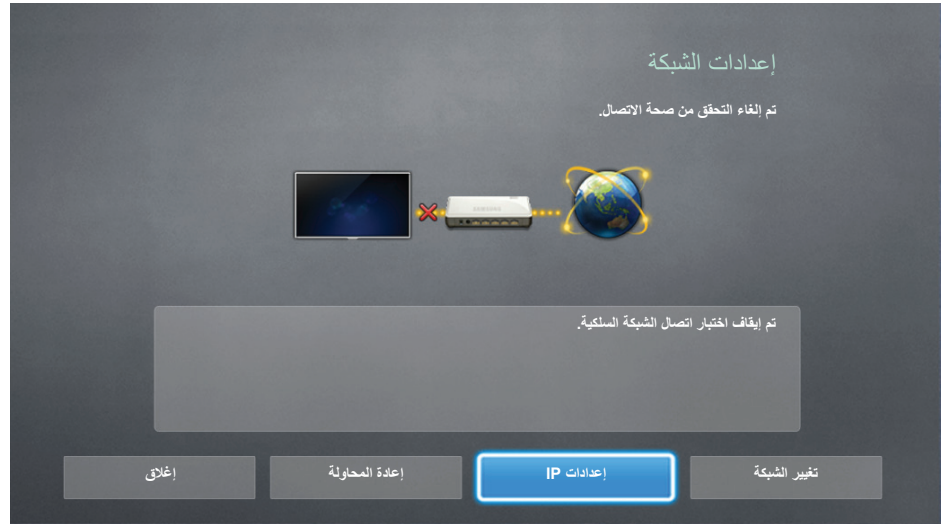 إعدادات الشبكة
تم إلغاء التحقق من صحة الاتصال.
SAMSUNG
تم إيقاف اختبار اتصال الشبكة السلكية.
تغيير الشبكة
إعدادات IP
إعادة المحاولة
إغلاق